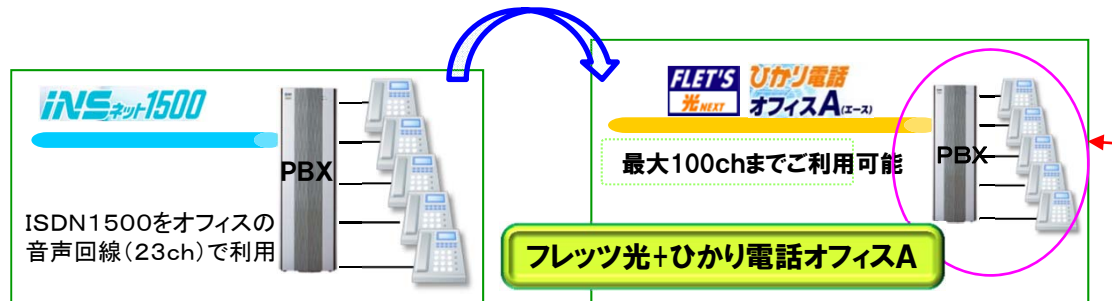 INSネット1500
PBX
ISDN1500をオフィスの
音声回線(23ch)で利用
FLET'S
光NEXT
ひかり電話
オフィスA(エース)
最大100chまでご利用可能
PBX
フレッツ光+ひかり電話オフィスA